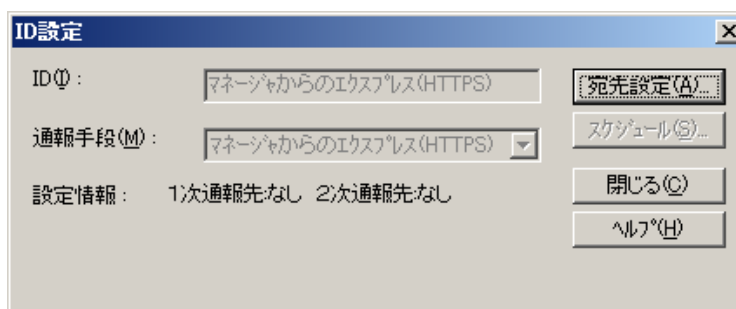 ID設定
ID(I) :
ﾏﾈｰｼﾞｬからのｴｸｽﾌﾟﾚｽ(HTTPS)
宛先設定(A)...
通報手段(M) :
ﾏﾈｰｼﾞｬからのｴｸｽﾌﾟﾚｽ(HTTPS)
ｽｹｼﾞｭｰﾙ(S)...
設定情報 :
1次通報先:なし 2次通報先:なし
閉じる(C)
ﾍﾙﾌﾟ(H)